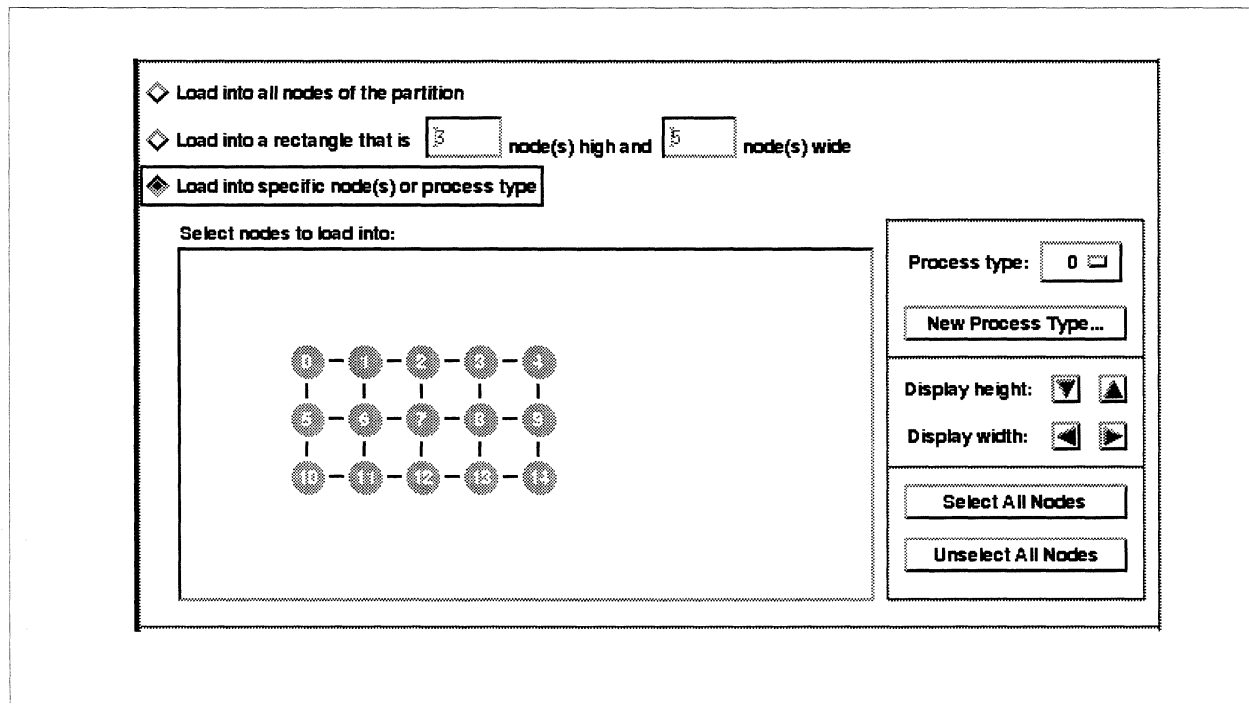 Load into all nodes of the partition
Load into a rectangle that is 3 node(s) high and 5 node(s) wide
Load into specific node(s) or process type
Select nodes to load into:
Process type: 0
New Process Type...
0 1 2 3 4
Display height:
5 6 7 8 9
Display width:
10 11 12 13 14
Select All Nodes
Unselect All Nodes